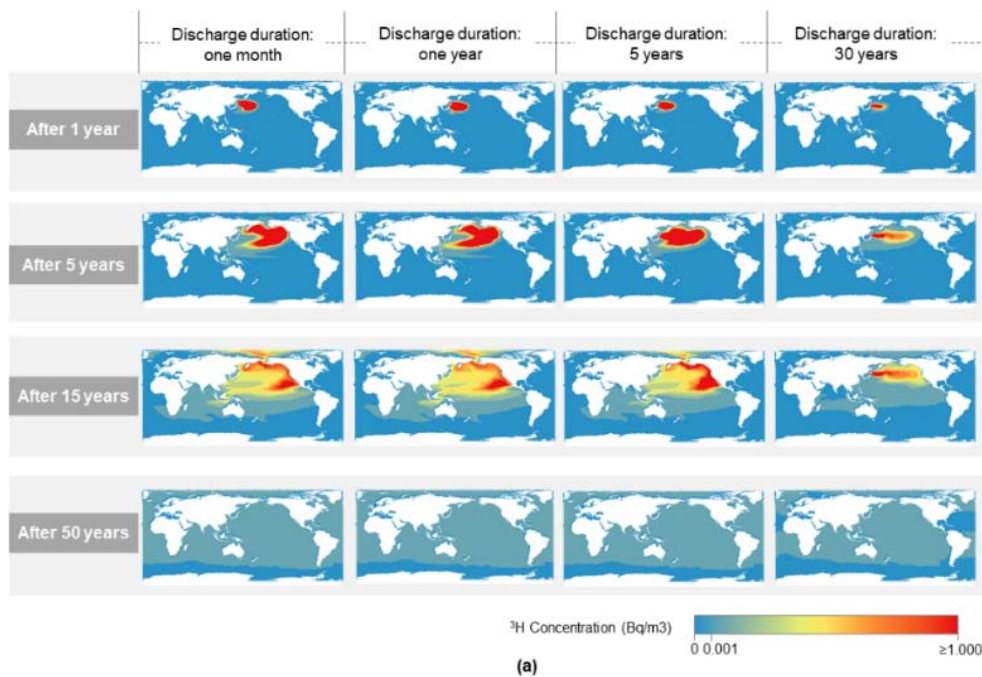 Discharge duration:
one month
Discharge duration:
one year
Discharge duration:
5 years
Discharge duration:
30 years
After 1 year
After 5 years
After 15 years
After 50 years
³H Concentration (Bq/m3)
0 0.001
≥1.000
(a)